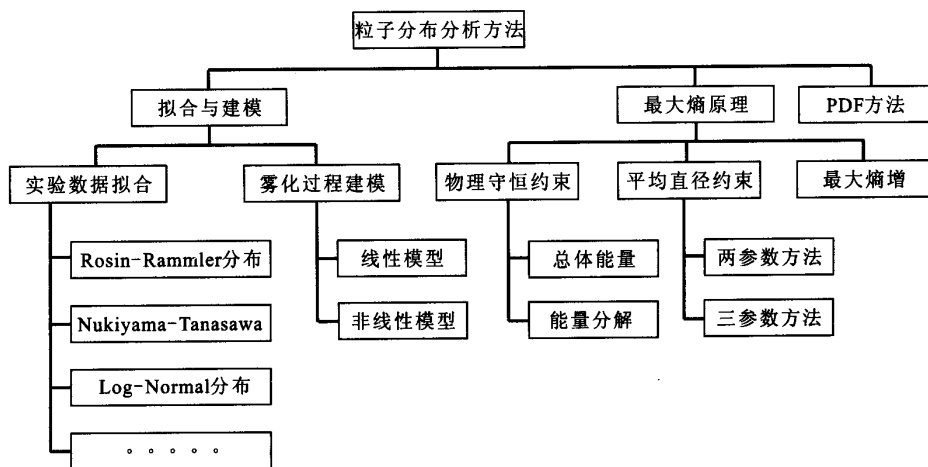 粒子分布分析方法
拟合与建模
最大熵原理
PDF方法
实验数据拟合
雾化过程建模
物理守恒约束
平均直径约束
最大熵增
Rosin-Rammler分布
线性模型
总体能量
两参数方法
Nukiyama-Tanasawa
非线性模型
能量分解
三参数方法
Log-Normal分布
。。。。。